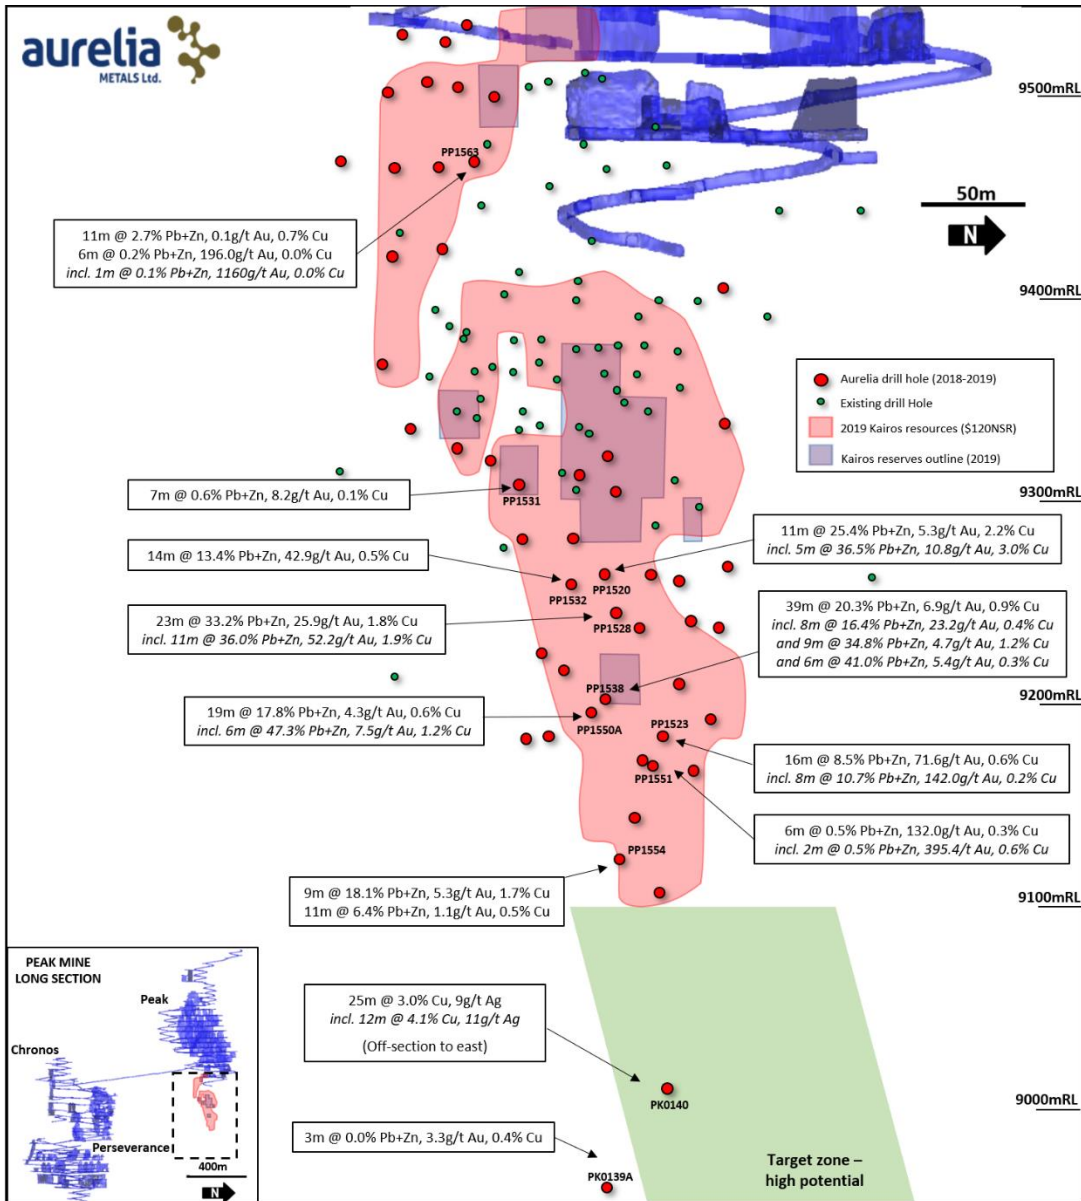 aurelia
METALS Ltd.
9500mRL
PP1563
50m
N
11m @ 2.7% Pb+Zn, 0.1g/t Au, 0.7% Cu
6m @ 0.2% Pb+Zn, 196.0g/t Au, 0.0% Cu
incl. 1m @ 0.1% Pb+Zn, 1160g/t Au, 0.0% Cu
9400mRL
Aurelia drill hole (2018-2019)
Existing drill Hole
2019 Kairos resources ($120NSR)
Kairos reserves outline (2019)
7m @ 0.6% Pb+Zn, 8.2g/t Au, 0.1% Cu
PP1531
9300mRL
14m @ 13.4% Pb+Zn, 42.9g/t Au, 0.5% Cu
PP1532
PP1520
11m @ 25.4% Pb+Zn, 5.3g/t Au, 2.2% Cu
incl. 5m @ 36.5% Pb+Zn, 10.8g/t Au, 3.0% Cu
23m @ 33.2% Pb+Zn, 25.9g/t Au, 1.8% Cu
incl. 11m @ 36.0% Pb+Zn, 52.2g/t Au, 1.9% Cu
PP1528
39m @ 20.3% Pb+Zn, 6.9g/t Au, 0.9% Cu
incl. 8m @ 16.4% Pb+Zn, 23.2g/t Au, 0.4% Cu
and 9m @ 34.8% Pb+Zn, 4.7g/t Au, 1.2% Cu
and 6m @ 41.0% Pb+Zn, 5.4g/t Au, 0.3% Cu
PP1538
9200mRL
19m @ 17.8% Pb+Zn, 4.3g/t Au, 0.6% Cu
incl. 6m @ 47.3% Pb+Zn, 7.5g/t Au, 1.2% Cu
PP1550A
PP1523
16m @ 8.5% Pb+Zn, 71.6g/t Au, 0.6% Cu
incl. 8m @ 10.7% Pb+Zn, 142.0g/t Au, 0.2% Cu
PP1551
6m @ 0.5% Pb+Zn, 132.0g/t Au, 0.3% Cu
incl. 2m @ 0.5% Pb+Zn, 395.4/t Au, 0.6% Cu
PP1554
9m @ 18.1% Pb+Zn, 5.3g/t Au, 1.7% Cu
11m @ 6.4% Pb+Zn, 1.1g/t Au, 0.5% Cu
9100mRL
PEAK MINE
LONG SECTION
Peak
Chronos
Perseverance
400m
N
25m @ 3.0% Cu, 9g/t Ag
incl. 12m @ 4.1% Cu, 11g/t Ag
(Off-section to east)
PK0140
9000mRL
3m @ 0.0% Pb+Zn, 3.3g/t Au, 0.4% Cu
PK0139A
Target zone –
high potential